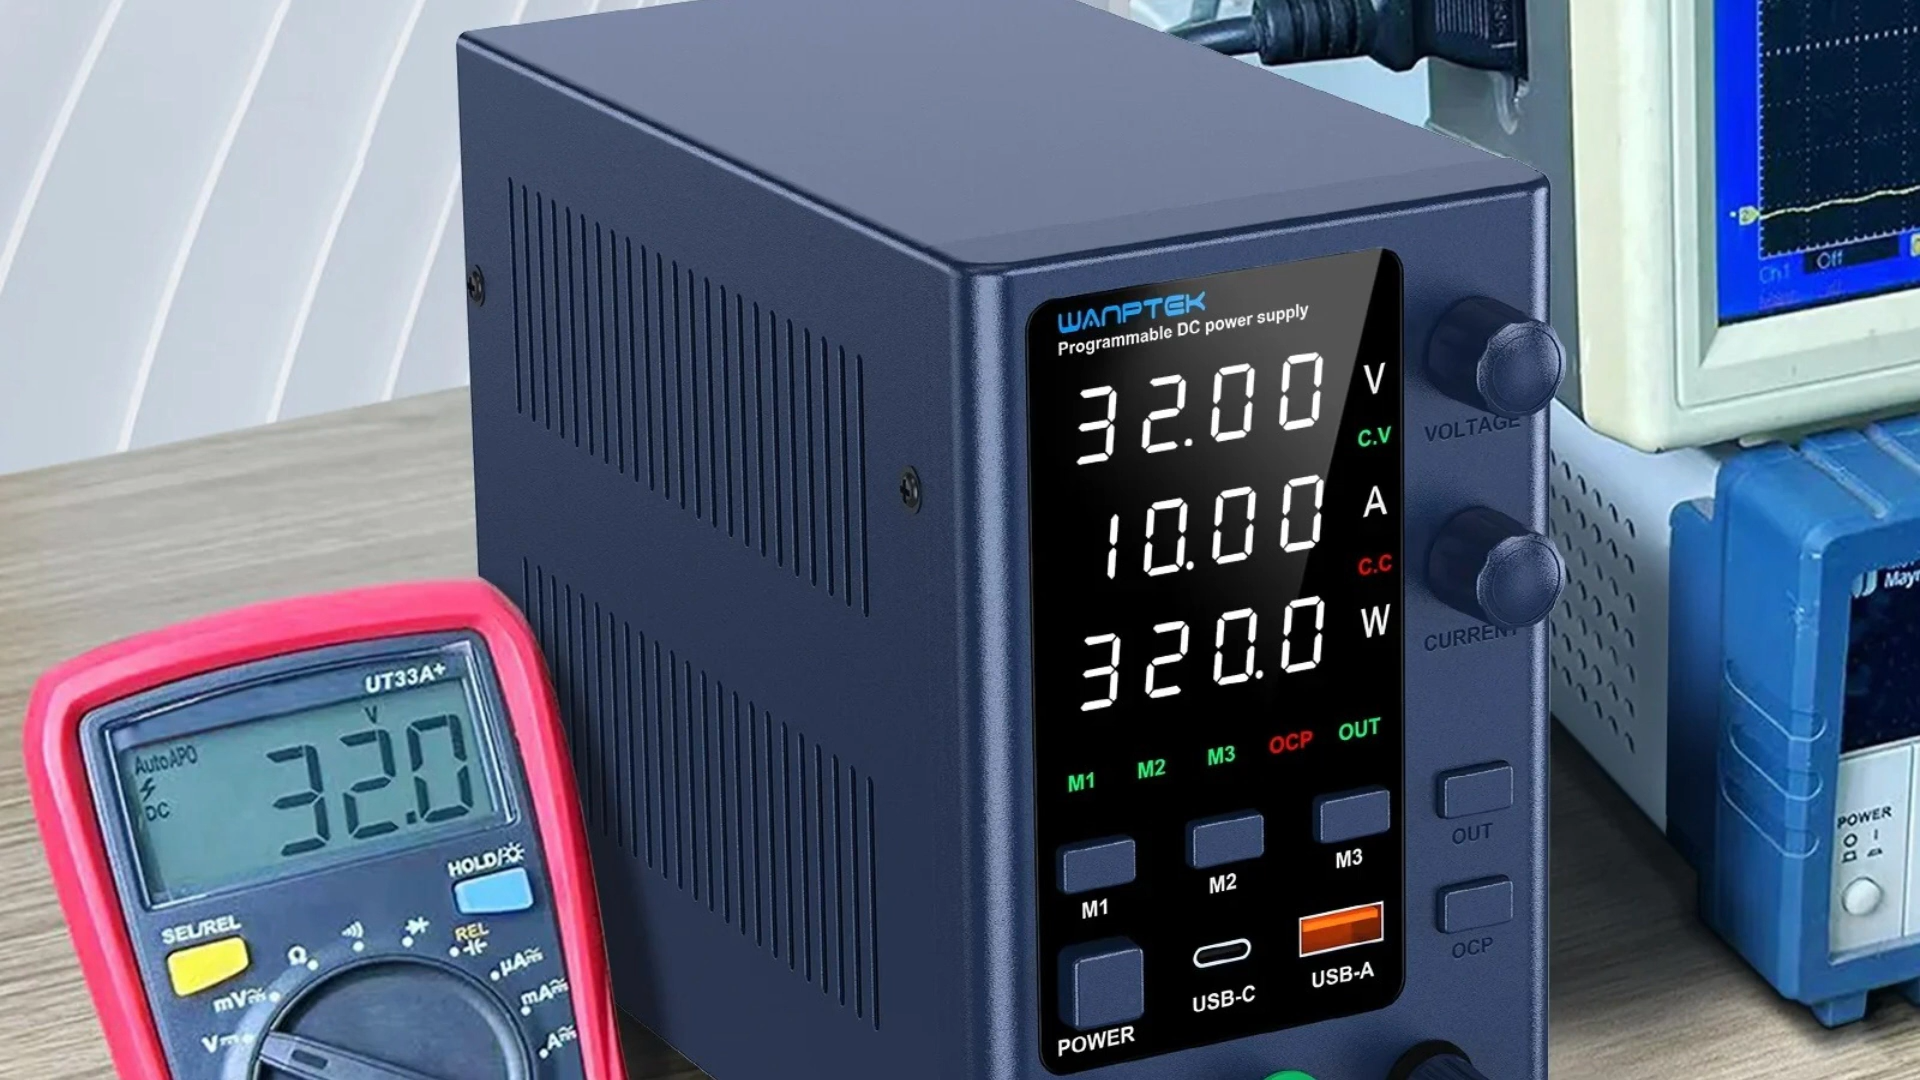 WANPTEK
Programmable DC power supply
32.00 V
C.V
10.00 A
C.C
320.0 W
M1 M2 M3 OCP OUT
M1 M2 M3
POWER USB-C USB-A
VOLTAGE
CURRENT
OUT
OCP
UT33A+
V
AutoAPO
DC
32.0
HOLD/
SEL/REL
REL
Ω
µA
mV
mA
V
A
Ch1 Off
2
POWER